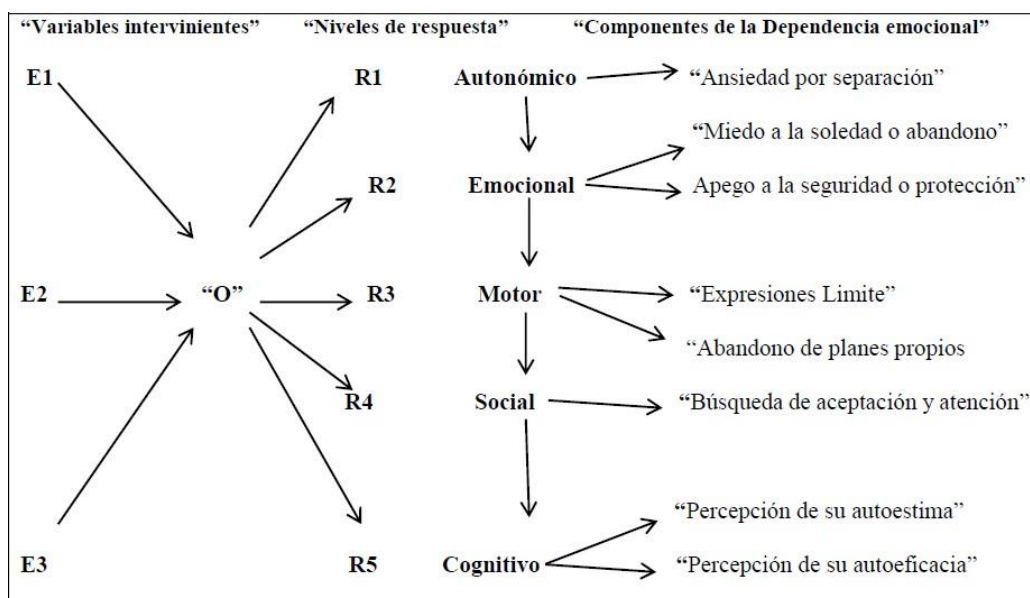 “Variables intervinientes” “Niveles de respuesta” “Componentes de la Dependencia emocional”
E1 R1 Autonómico “Ansiedad por separación”
“Miedo a la soledad o abandono”
R2 Emocional Apego a la seguridad o protección”
E2 “O” R3 Motor “Expresiones Limite”
“Abandono de planes propios
R4 Social “Búsqueda de aceptación y atención”
“Percepción de su autoestima”
E3 R5 Cognitivo “Percepción de su autoeficacia”